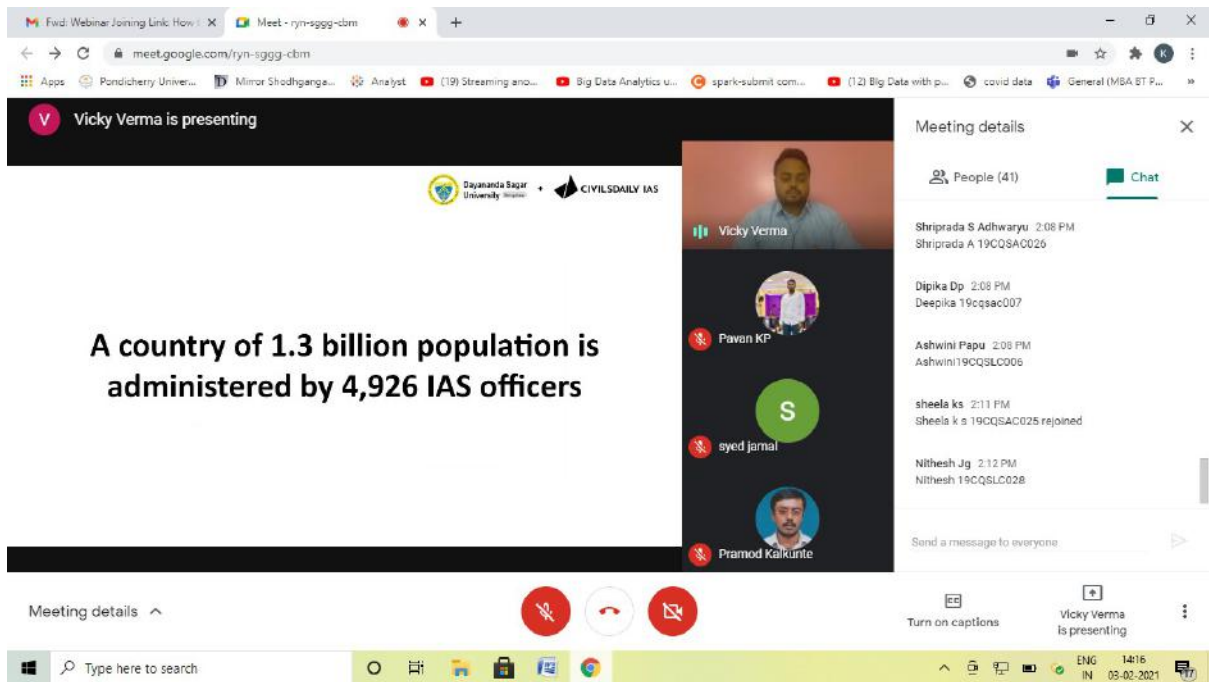 Fwd: Webinar Joining Link: How
Meet - ryn-sggg-cbm
meet.google.com/ryn-sggg-cbm
K
Apps
Pondicherry Univer...
Mirror Shodhganga...
Analyst
(19) Streaming ano...
Big Data Analytics u...
spark-submit com...
(12) Big Data with p...
covid data
General (MBA BT P...
V
Vicky Verma is presenting
Dayananda Sagar
University
+
CIVILSDAILY IAS
A country of 1.3 billion population is
administered by 4,926 IAS officers
Vicky Verma
Pavan KP
S
syed jamal
Pramod Kalkunte
Meeting details
People (41)
Chat
Shriprada S Adhwaryu 2:08 PM
Shriprada A 19CQSAC026
Dipika Dp 2:08 PM
Deepika 19cqsac007
Ashwini Papu 2:08 PM
Ashwini19CQSLC006
sheela ks 2:11 PM
Sheela k s 19CQSAC025 rejoined
Nithesh Jg 2:12 PM
Nithesh 19CQSLC028
Send a message to everyone
Meeting details
Turn on captions
Vicky Verma
is presenting
Type here to search
ENG
IN
14:16
03-02-2021
17